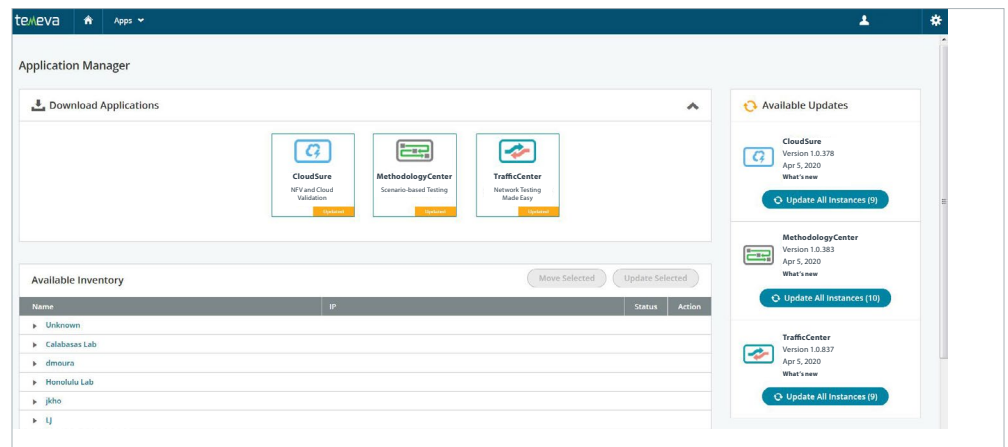 temeva
Apps
Application Manager
Download Applications
CloudSure
NFV and Cloud
Validation
Updated
MethodologyCenter
Scenario-based Testing
Updated
TrafficCenter
Network Testing
Made Easy
Updated
Available Inventory
Move Selected
Update Selected
Name IP Status Action
Unknown
Calabasas Lab
dmoura
Honolulu Lab
jkho
LJ
Available Updates
CloudSure
Version 1.0.378
Apr 5, 2020
What's new
Update All Instances (9)
MethodologyCenter
Version 1.0.383
Apr 5, 2020
What's new
Update All Instances (10)
TrafficCenter
Version 1.0.837
Apr 5, 2020
What's new
Update All Instances (9)